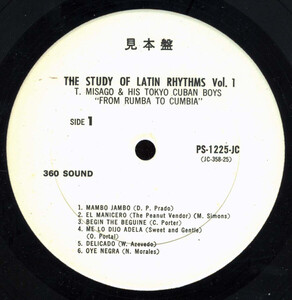 見本盤
THE STUDY OF LATIN RHYTHMS Vol. 1
T. MISAGO & HIS TOKYO CUBAN BOYS
"FROM RUMBA TO CUMBIA"
SIDE 1
PS-1225-JC
(JC-358-25)
360 SOUND
1. MAMBO JAMBO (D. P. Prado)
2. EL MANICERO (The Peanut Vendor) (M. Simons)
3. BEGIN THE BEGUINE (C. Porter)
4. ME LO DIJO ADELA (Sweet and Gentle)
(O. Portal)
5. DELICADO (W. Acevedo)
6. OYE NEGRA (N. Morales)